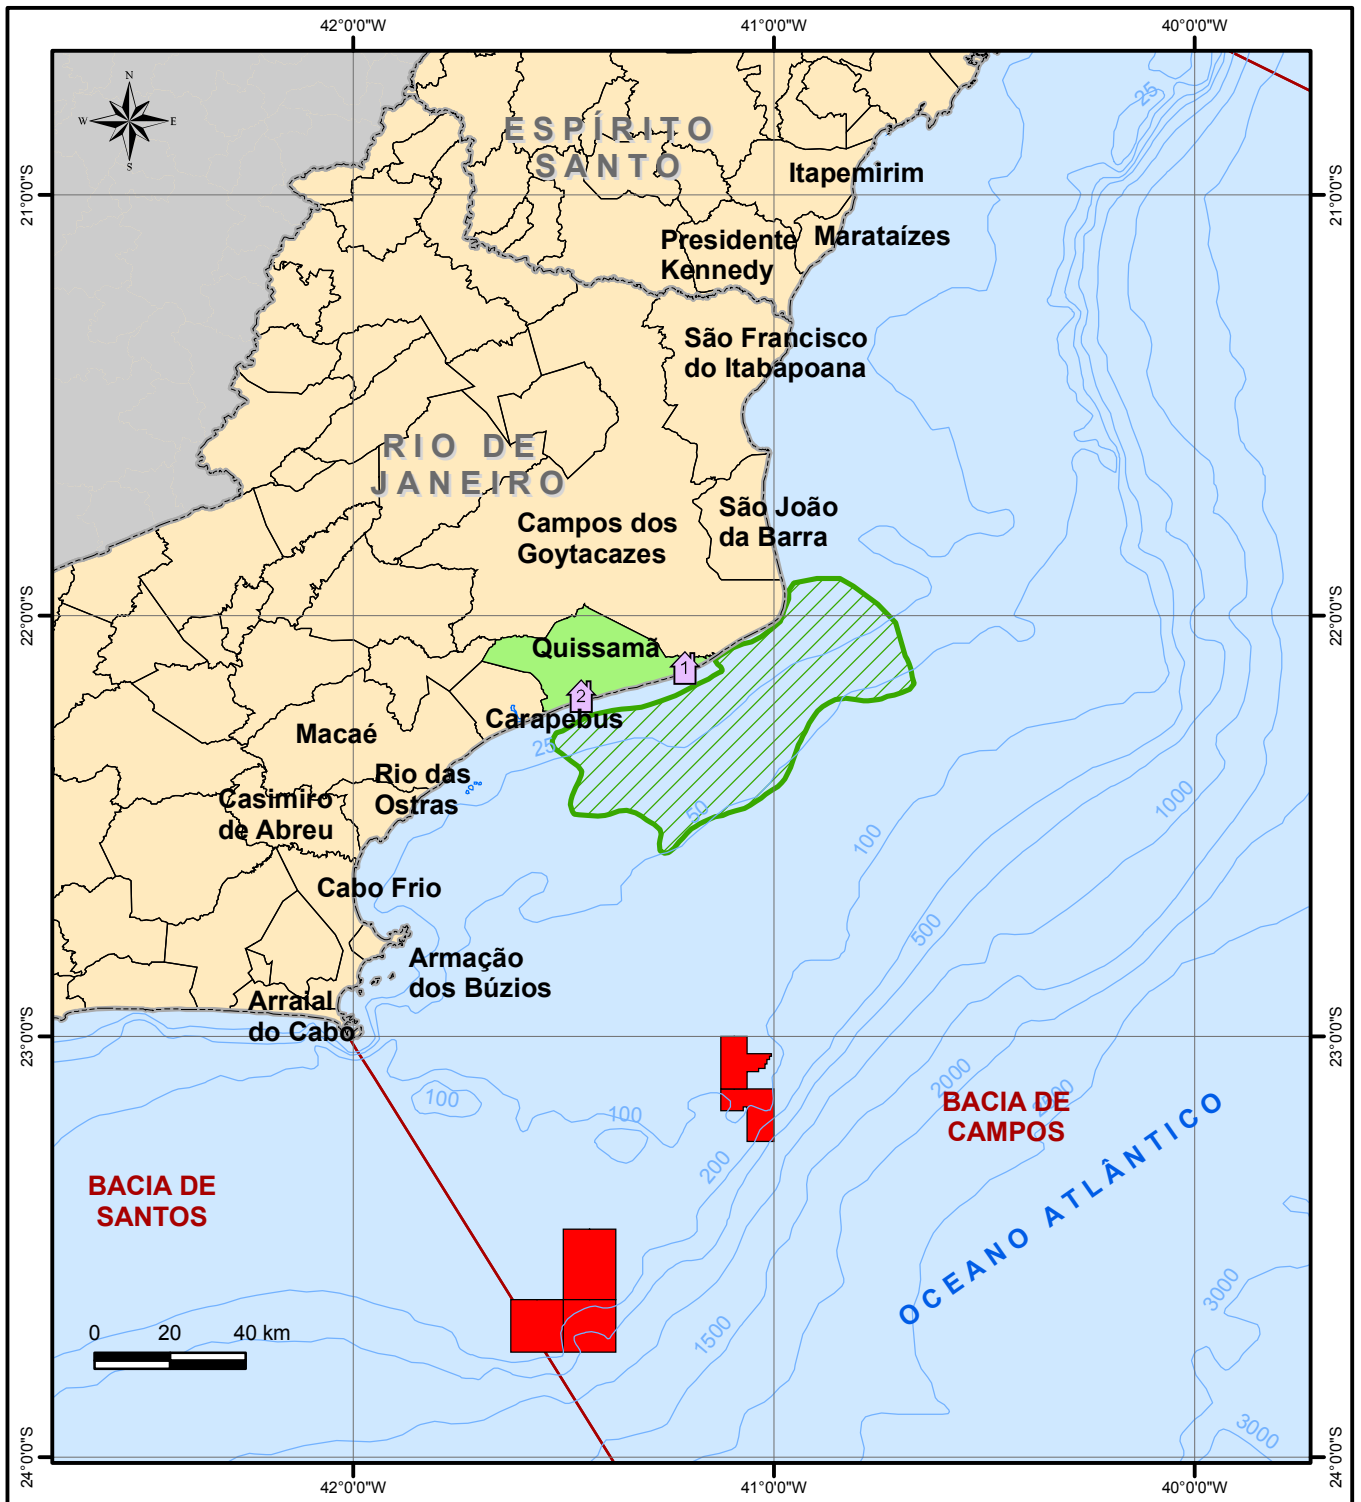 42°0'0"W
41°0'0"W
40°0'0"W
N
W
E
S
25
ESPÍRITO
SANTO
Itapemirim
21°0'0"S
21°0'0"S
Presidente
Kennedy
Marataízes
São Francisco
do Itabapoana
RIO DE
JANEIRO
São João
da Barra
Campos dos
Goytacazes
22°0'0"S
22°0'0"S
Quissamã
1
2
Carapebus
Macaé
25
Rio das
Ostras
Casimiro
de Abreu
50
100
1000
Cabo Frio
500
Armação
dos Búzios
Arraial
do Cabo
23°0'0"S
23°0'0"S
100
100
200
2000
BACIA DE
CAMPOS
OCEANO ATLÂNTICO
BACIA DE
SANTOS
1500
3000
0 20 40 km
3000
24°0'0"S
24°0'0"S
42°0'0"W
41°0'0"W
40°0'0"W